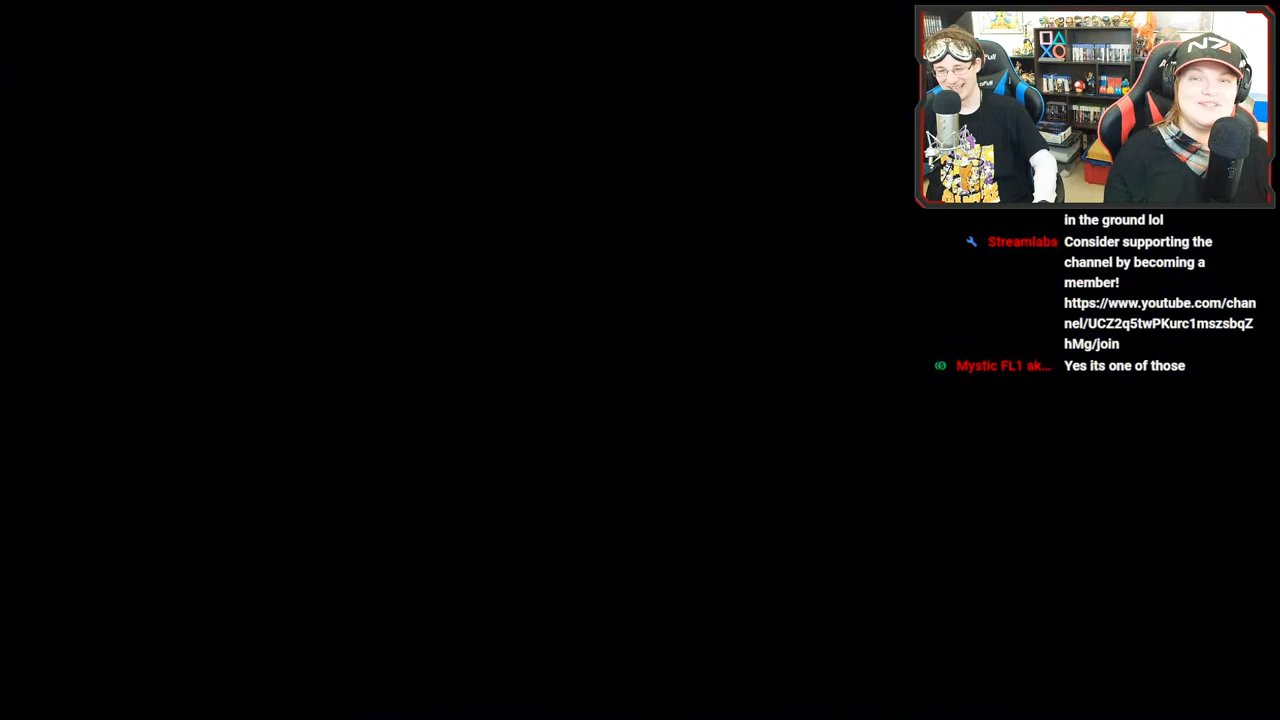 N7
in the ground lol
Streamlabs Consider supporting the
channel by becoming a
member!
https://www.youtube.com/chan
nel/UCZ2q5twPKurc1mszsbqZ
hMg/join
Mystic FL1 ak... Yes its one of those